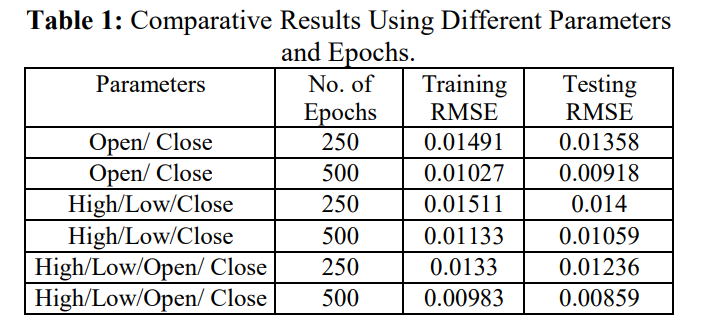 Table 1: Comparative Results Using Different Parameters
and Epochs.
Parameters No. of Epochs Training RMSE Testing RMSE
Open/ Close 250 0.01491 0.01358
Open/ Close 500 0.01027 0.00918
High/Low/Close 250 0.01511 0.014
High/Low/Close 500 0.01133 0.01059
High/Low/Open/ Close 250 0.0133 0.01236
High/Low/Open/ Close 500 0.00983 0.00859